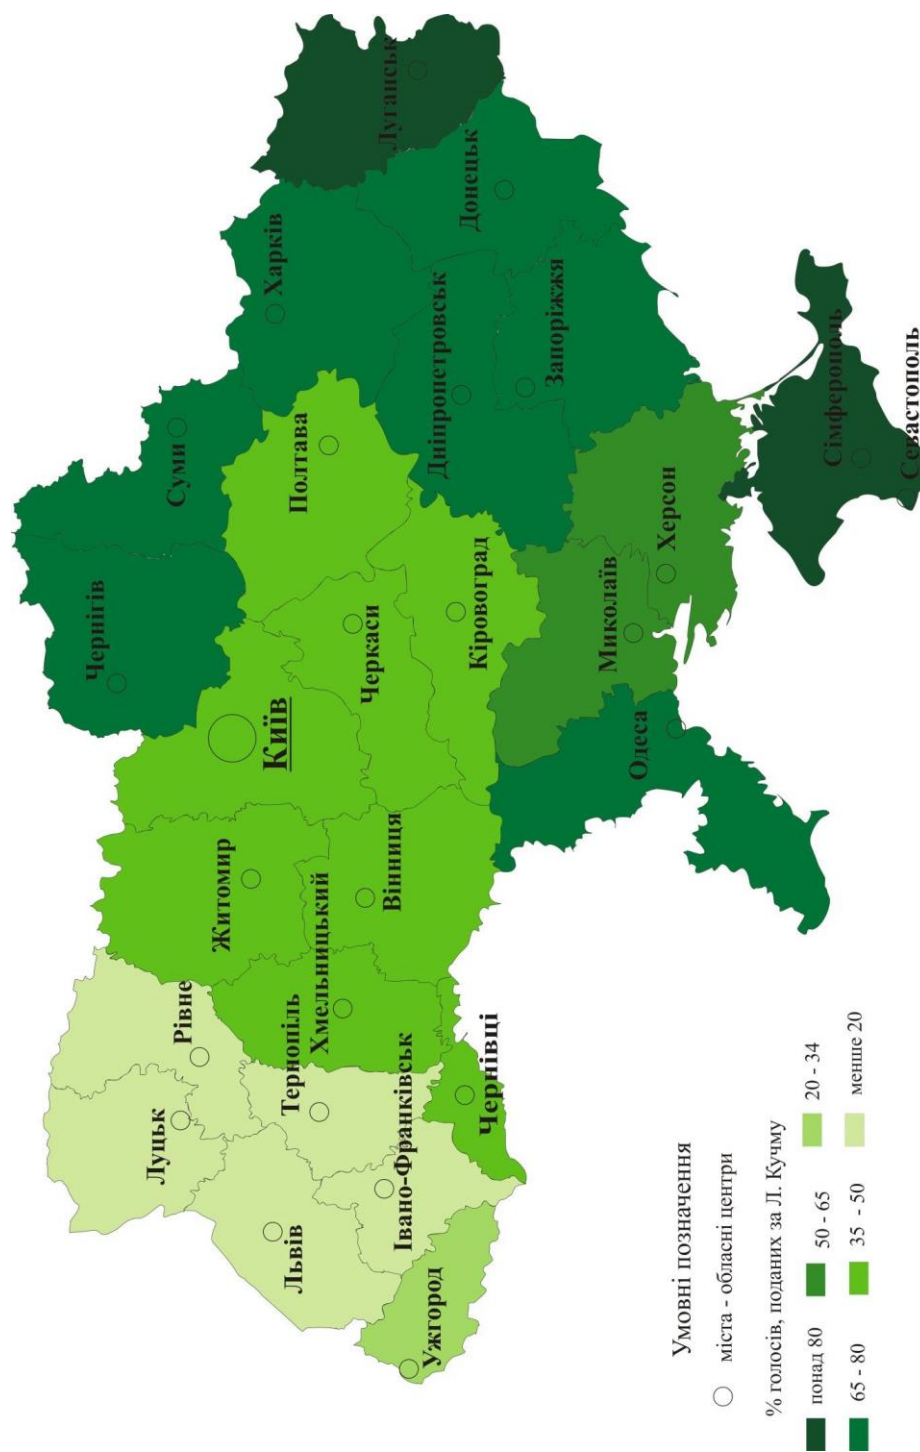 Луцьк
Рівне
Львів
Тернопіль
Хмельницький
Івано-Франківськ
Ужгород
Чернівці
Житомир
Вінниця
Київ
Чернігів
Суми
Черкаси
Полтава
Кіровоград
Харків
Луганськ
Дніпропетровськ
Донецьк
Запоріжжя
Одеса
Миколаїв
Херсон
Сімферополь
Севастополь
Умовні позначення
міста - обласні центри
% голосів, поданих за Л. Кучму
понад 80
50 - 65
20 - 34
65 - 80
35 - 50
менше 20